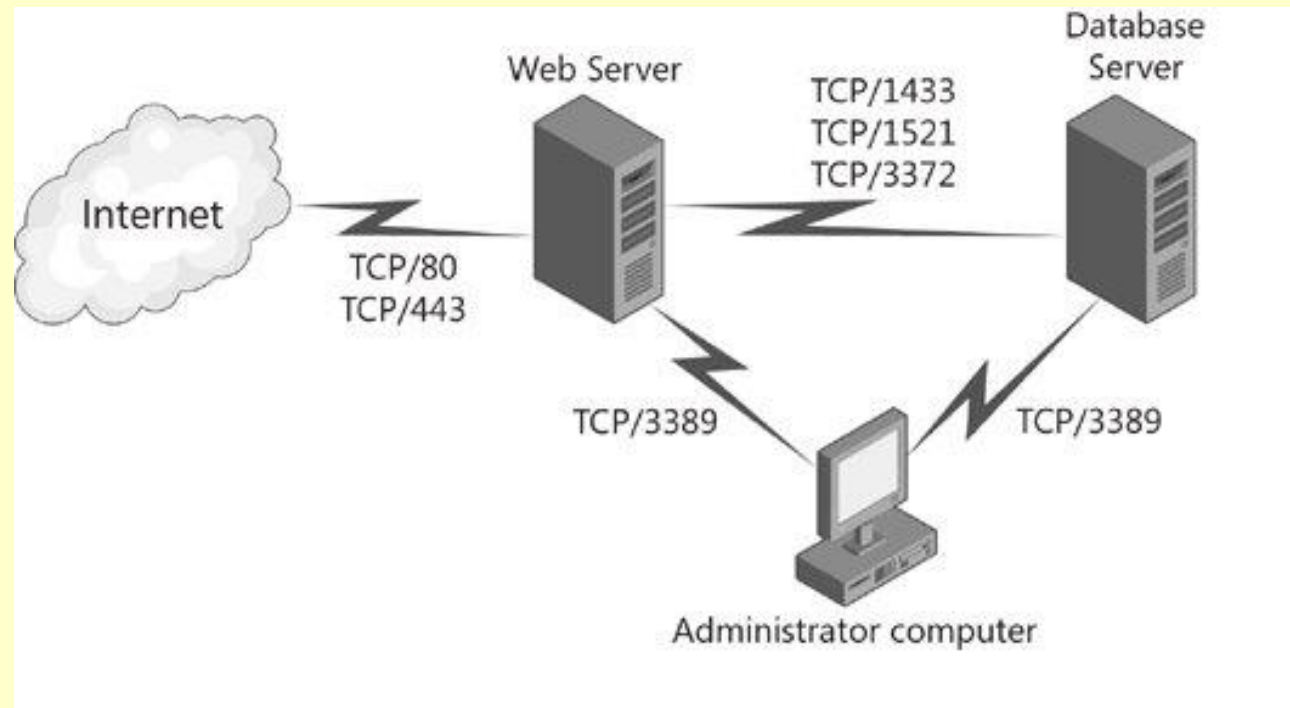 Database
Server
Web Server
TCP/1433
TCP/1521
TCP/3372
Internet
TCP/80
TCP/443
TCP/3389
TCP/3389
Administrator computer